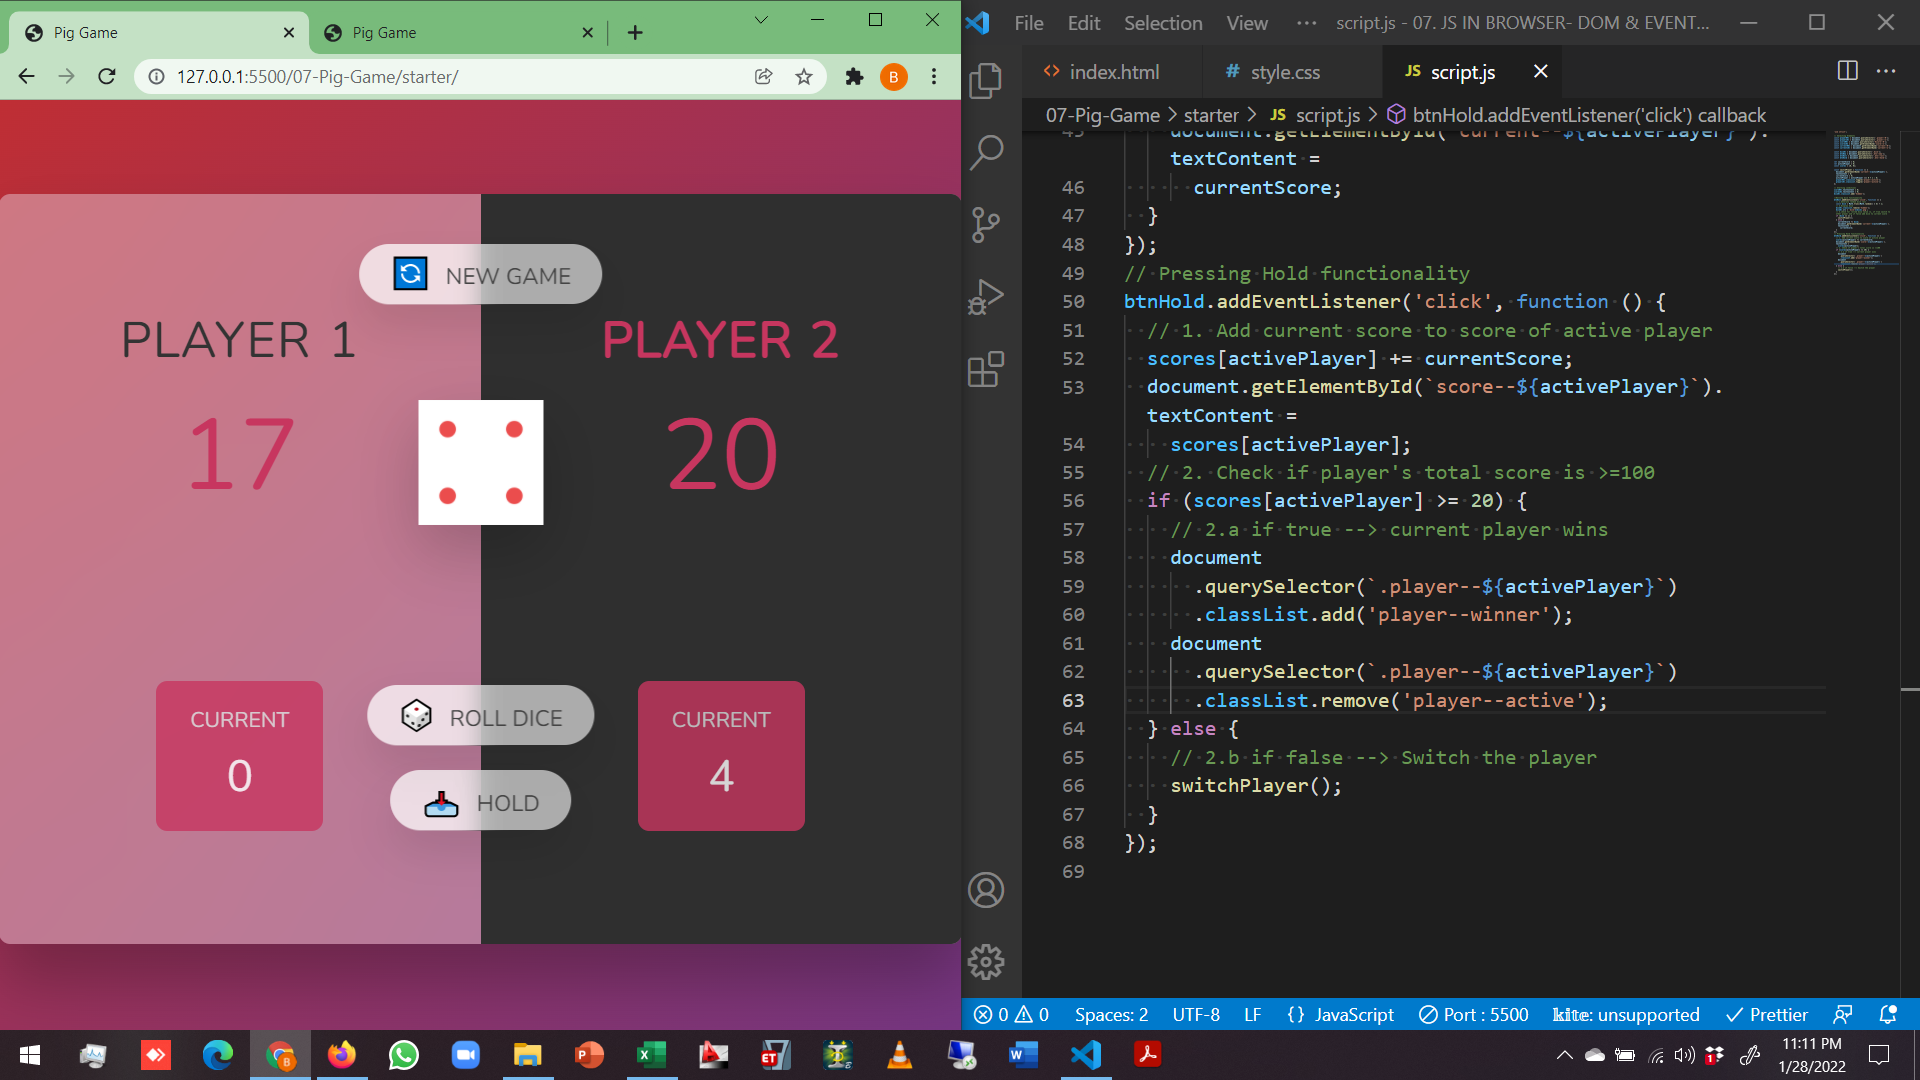 Pig Game
Pig Game
127.0.0.1:5500/07-Pig-Game/starter/
B
NEW GAME
PLAYER 1
PLAYER 2
17
20
CURRENT
0
ROLL DICE
HOLD
CURRENT
4
File Edit Selection View ··· script.js - 07. JS IN BROWSER- DOM & EVENT...
index.html
# style.css
JS script.js
07-Pig-Game > starter > JS script.js > btnHold.addEventListener('click') callback
45 document.getElementById(`current--${activePlayer}`).
textContent =
46 currentScore;
47 }
48 });
49 // Pressing Hold functionality
50 btnHold.addEventListener('click', function () {
51 // 1. Add current score to score of active player
52 scores[activePlayer] += currentScore;
53 document.getElementById(`score--${activePlayer}`).
textContent =
54 scores[activePlayer];
55 // 2. Check if player's total score is >=100
56 if (scores[activePlayer] >= 20) {
57 // 2.a if true --> current player wins
58 document
59 .querySelector(`.player--${activePlayer}`)
60 .classList.add('player--winner');
61 document
62 .querySelector(`.player--${activePlayer}`)
63 .classList.remove('player--active');
64 } else {
65 // 2.b if false --> Switch the player
66 switchPlayer();
67 }
68 });
69
0 0 Spaces: 2 UTF-8 LF {} JavaScript Port : 5500 kite: unsupported Prettier
11:11 PM
1/28/2022